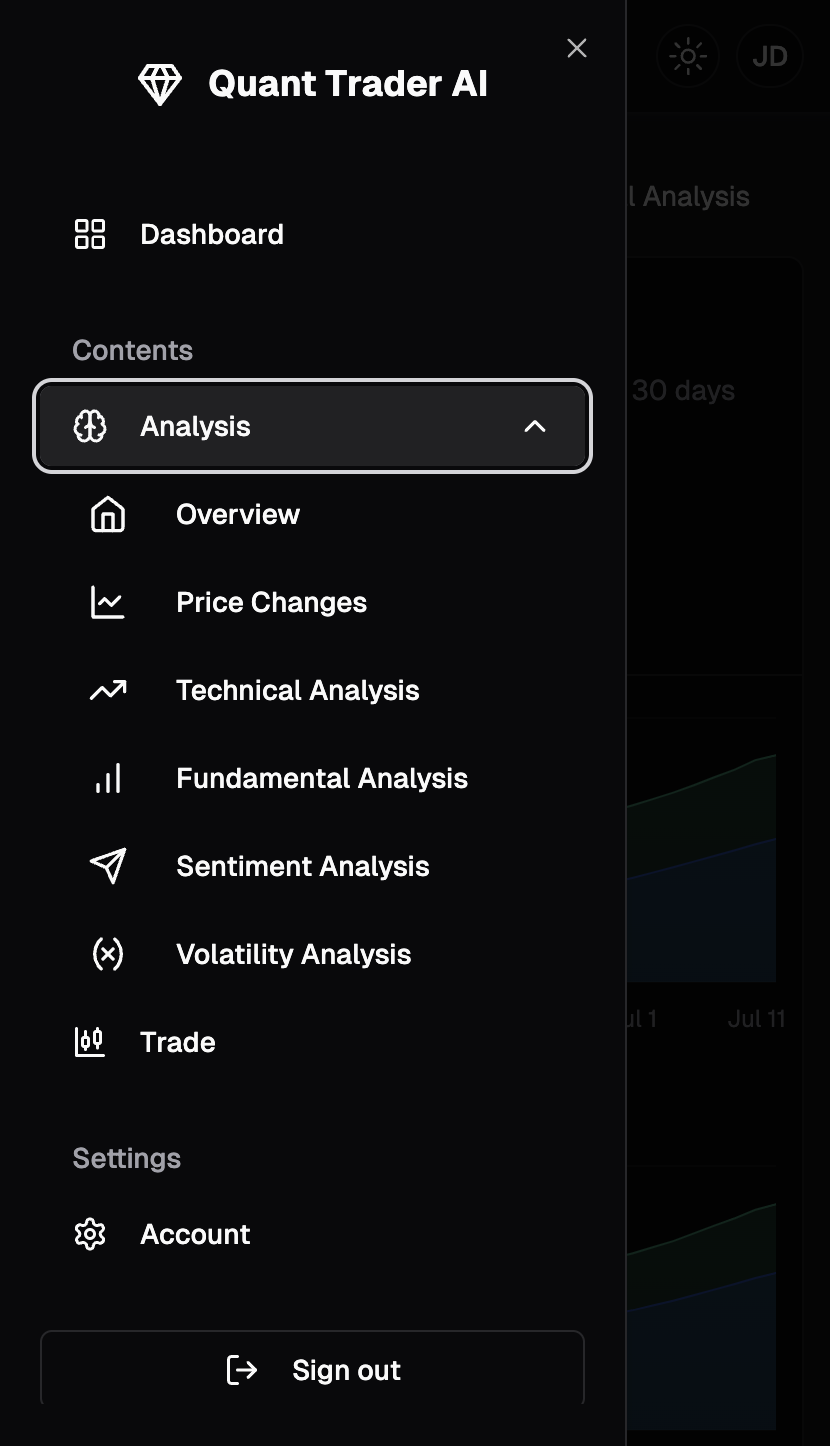 Quant Trader AI
JD
Dashboard
l Analysis
Contents
30 days
Analysis
Overview
Price Changes
Technical Analysis
Fundamental Analysis
Sentiment Analysis
Volatility Analysis
ul 1
Jul 11
Trade
Settings
Account
Sign out